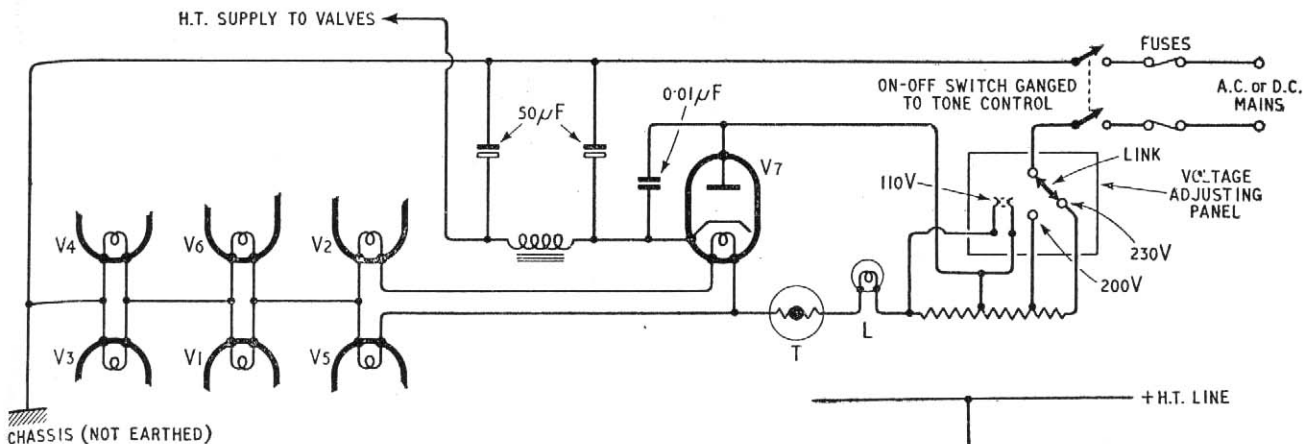 H.T. SUPPLY TO VALVES
FUSES
ON-OFF SWITCH GANGED
TO TONE CONTROL
A.C. or D.C.
MAINS
50μF
0·01μF
V7
LINK
110V
VOLTAGE
ADJUSTING
PANEL
V4
V6
V2
230V
200V
V3
V1
V5
T
L
+ H.T. LINE
CHASSIS (NOT EARTHED)